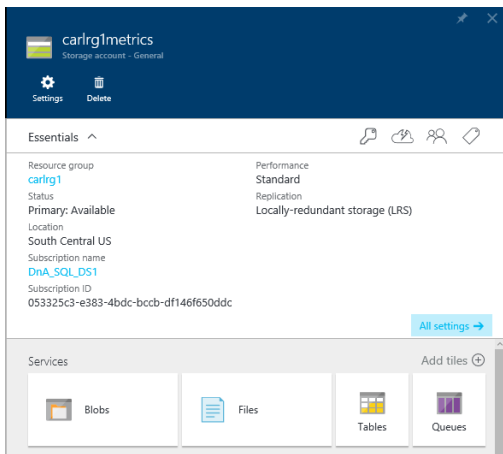 carlrg1metrics
Storage account - General
Settings
Delete
Essentials
Resource group
carlrg1
Status
Primary: Available
Location
South Central US
Subscription name
DnA_SQL_DS1
Subscription ID
053325c3-e383-4bdc-bccb-df146f650ddc
Performance
Standard
Replication
Locally-redundant storage (LRS)
All settings →
Services
Add tiles
Blobs
Files
Tables
Queues